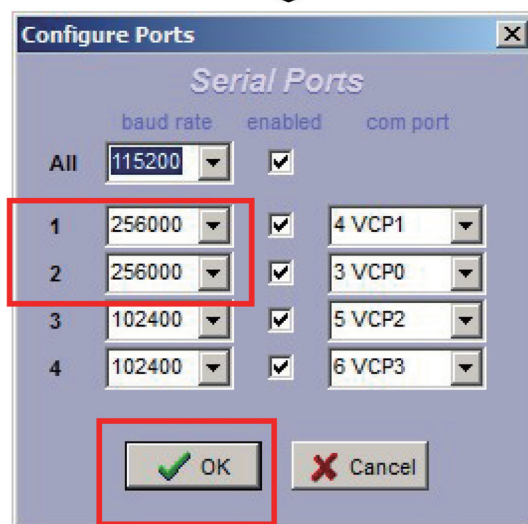 Configure Ports
Serial Ports
baud rate enabled com port
All 115200
1 256000 4 VCP1
2 256000 3 VCP0
3 102400 5 VCP2
4 102400 6 VCP3
OK Cancel